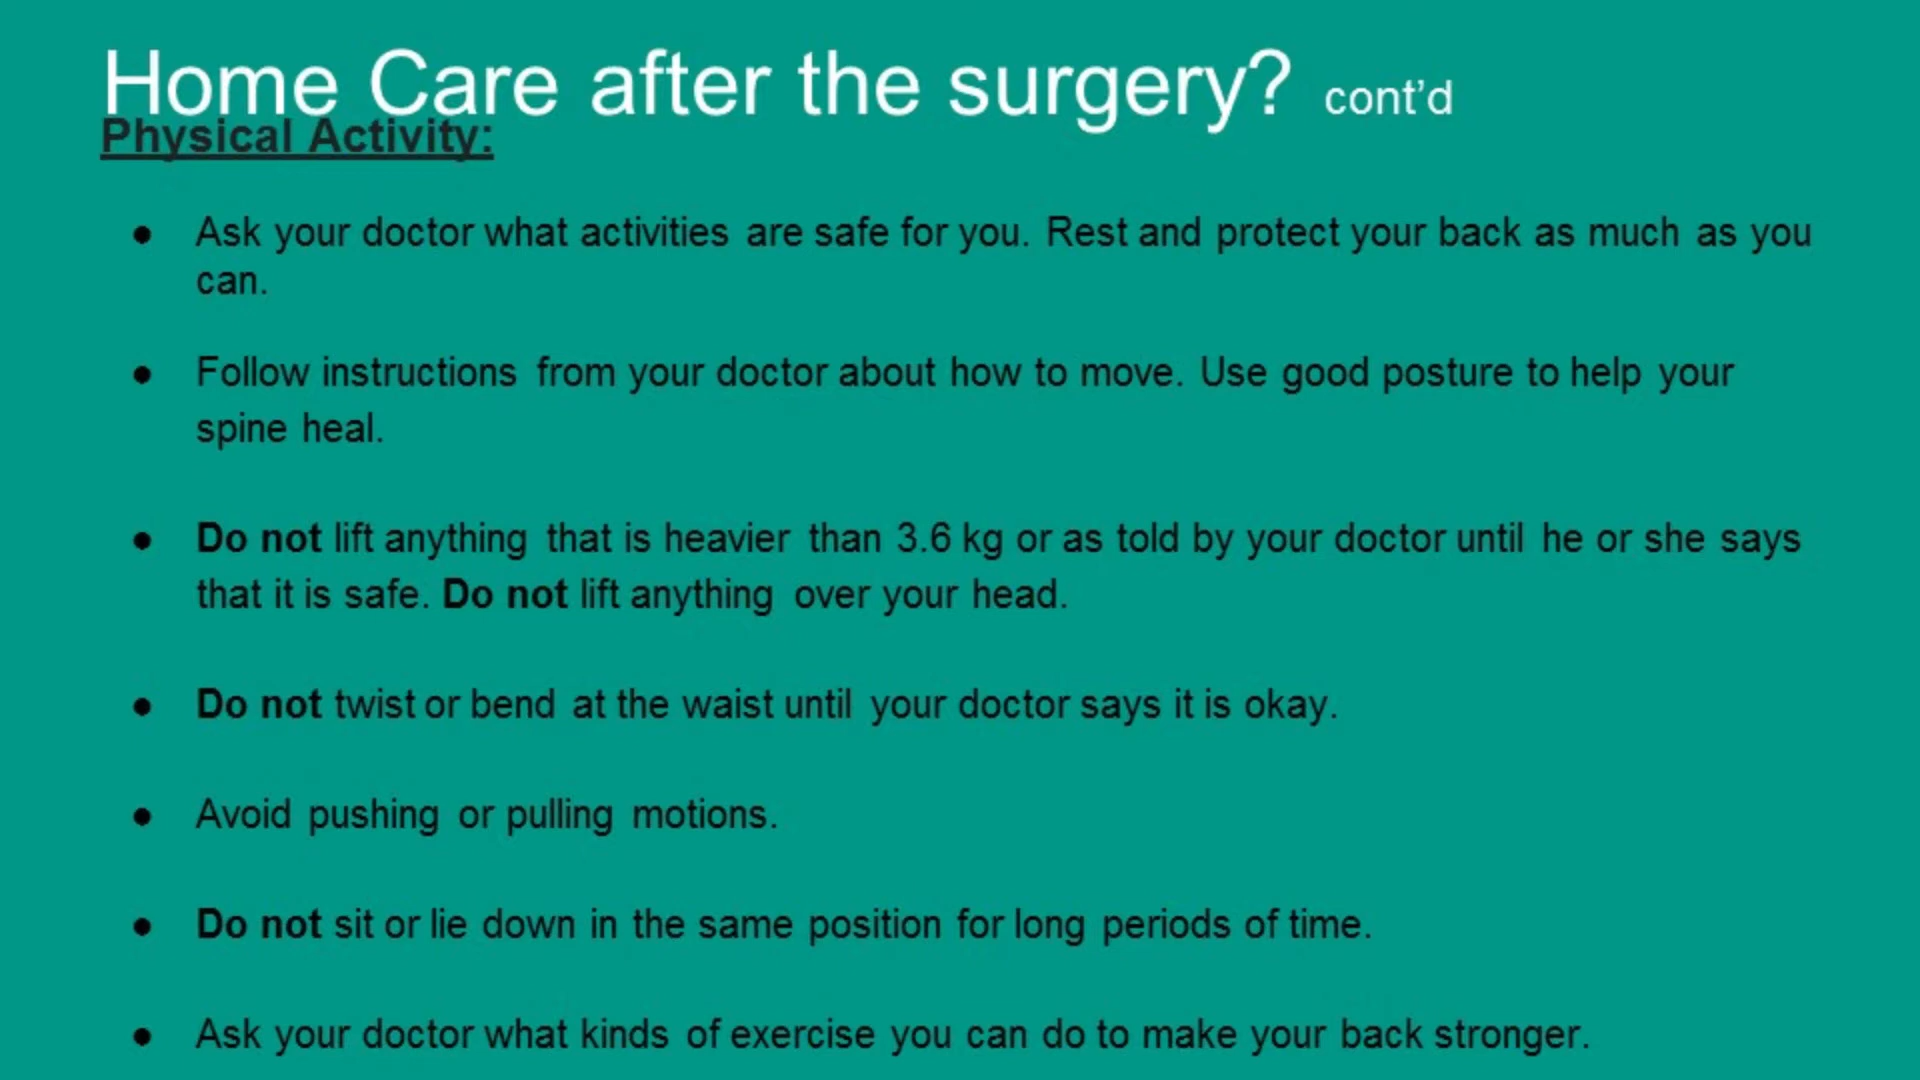 Home Care after the surgery? cont’d
Physical Activity:
● Ask your doctor what activities are safe for you. Rest and protect your back as much as you
can.
● Follow instructions from your doctor about how to move. Use good posture to help your
spine heal.
● Do not lift anything that is heavier than 3.6 kg or as told by your doctor until he or she says
that it is safe. Do not lift anything over your head.
● Do not twist or bend at the waist until your doctor says it is okay.
● Avoid pushing or pulling motions.
● Do not sit or lie down in the same position for long periods of time.
● Ask your doctor what kinds of exercise you can do to make your back stronger.